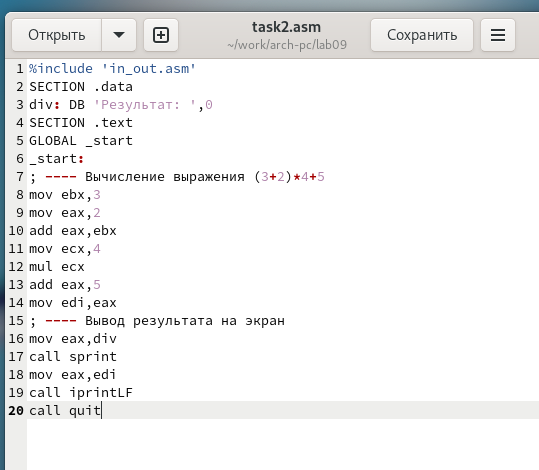 Открыть
task2.asm
~/work/arch-pc/lab09
Сохранить
1 %include 'in_out.asm'
2 SECTION .data
3 div: DB 'Результат: ',0
4 SECTION .text
5 GLOBAL _start
6 _start:
7 ; ---- Вычисление выражения (3+2)*4+5
8 mov ebx,3
9 mov eax,2
10 add eax,ebx
11 mov ecx,4
12 mul ecx
13 add eax,5
14 mov edi,eax
15 ; ---- Вывод результата на экран
16 mov eax,div
17 call sprint
18 mov eax,edi
19 call iprintLF
20 call quit